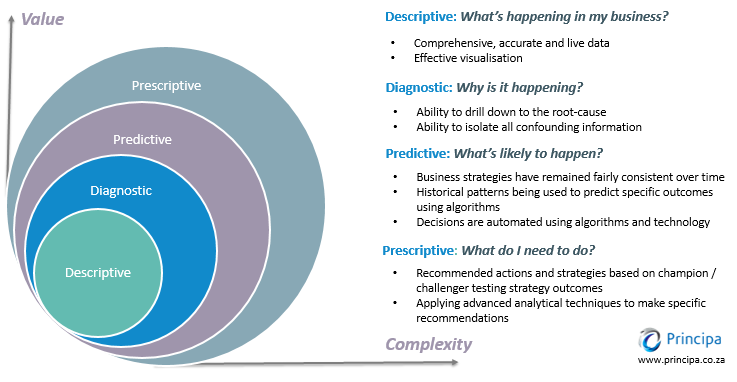 Value
Prescriptive
Predictive
Diagnostic
Descriptive
Complexity
Descriptive: What's happening in my business?
• Comprehensive, accurate and live data
• Effective visualisation
Diagnostic: Why is it happening?
• Ability to drill down to the root-cause
• Ability to isolate all confounding information
Predictive: What's likely to happen?
• Business strategies have remained fairly consistent over time
• Historical patterns being used to predict specific outcomes
using algorithms
• Decisions are automated using algorithms and technology
Prescriptive: What do I need to do?
• Recommended actions and strategies based on champion /
challenger testing strategy outcomes
• Applying advanced analytical techniques to make specific
recommendations
Principa
www.principa.co.za